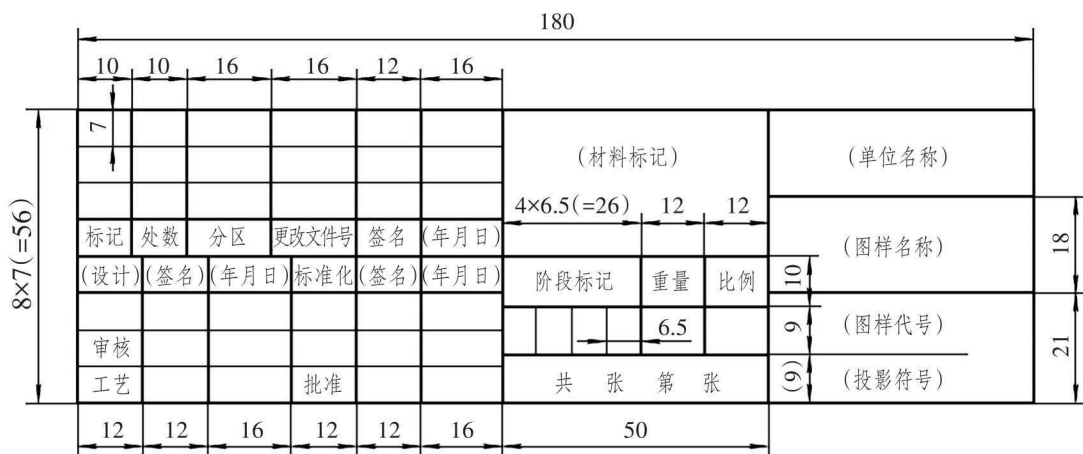 180
10 10 16 16 12 16
7
(材料标记)
(单位名称)
4×6.5(=26) 12 12
标记 处数 分区 更改文件号 签名 (年月日)
(图样名称)
18
8×7(=56)
(设计) (签名) (年月日) 标准化 (签名) (年月日)
阶段标记 重量 比例
10
6.5
9
(图样代号)
21
审核
工艺 批准
共 张 第 张
(9)
(投影符号)
12 12 16 12 12 16 50